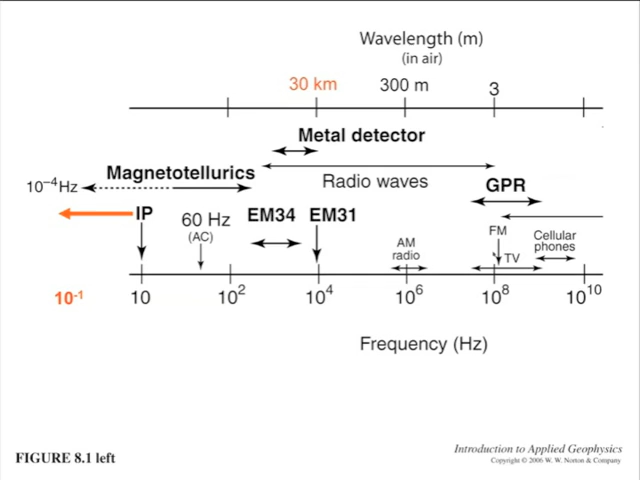 Wavelength (m)
(in air)
30 km 300 m 3
Metal detector
Magnetotellurics
10⁻⁴Hz
Radio waves
GPR
IP
60 Hz
(AC)
EM34 EM31
AM
radio
FM
TV
Cellular
phones
10⁻¹ 10 10² 10⁴ 10⁶ 10⁸ 10¹⁰
Frequency (Hz)
FIGURE 8.1 left
Introduction to Applied Geophysics
Copyright © 2006 W. W. Norton & Company